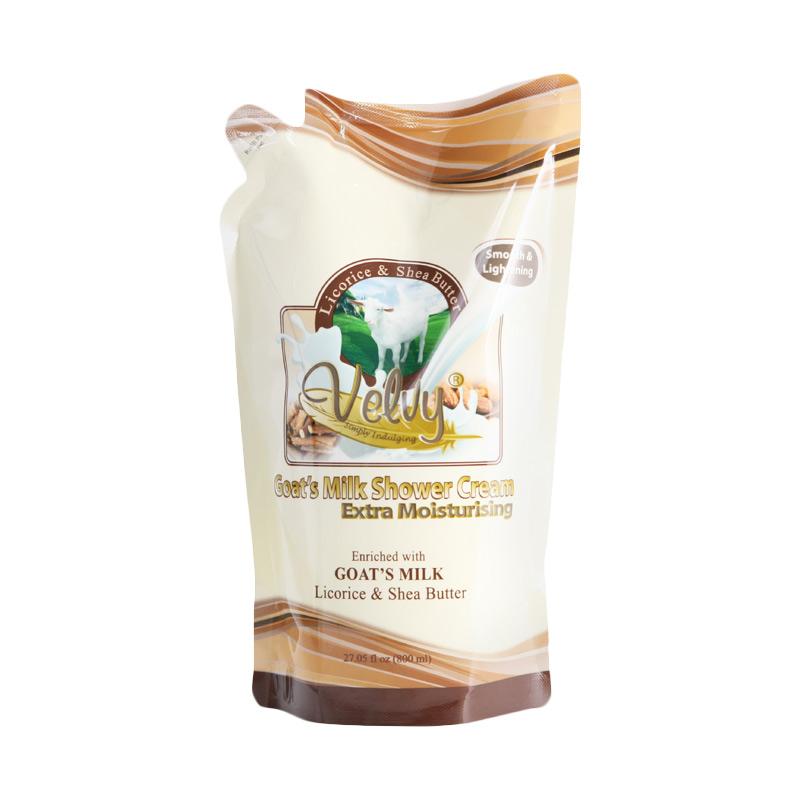 Smooth &
Lightening
Licorice & Shea Butter
Velvy®
Simply Indulging
Goat's Milk Shower Cream
Extra Moisturising
Enriched with
GOAT'S MILK
Licorice & Shea Butter
27.05 fl oz (800 ml)